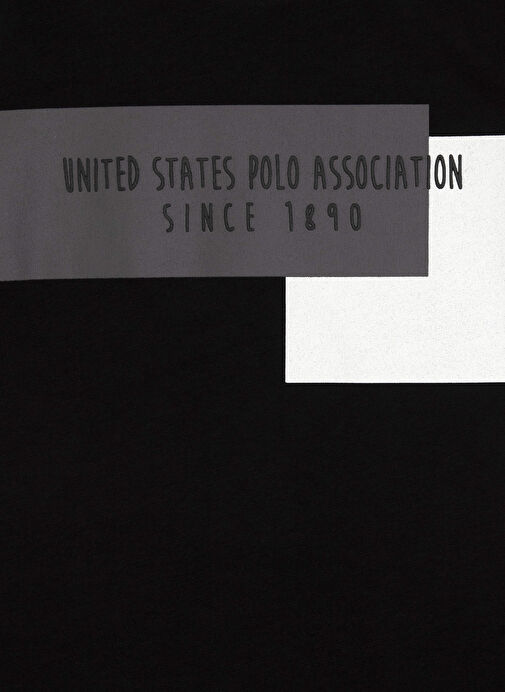 UNITED STATES POLO ASSOCIATION
SINCE 1890